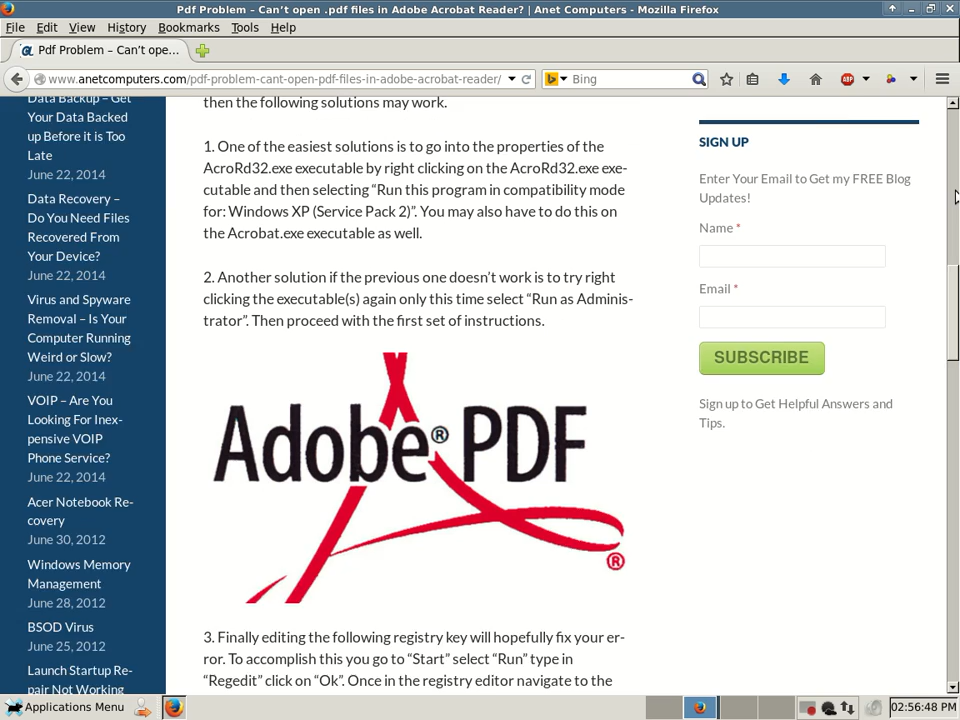 Pdf Problem – Can't open .pdf files in Adobe Acrobat Reader? | Anet Computers - Mozilla Firefox
File Edit View History Bookmarks Tools Help
Pdf Problem – Can't ope...
www.anetcomputers.com/pdf-problem-cant-open-pdf-files-in-adobe-acrobat-reader/
Bing
ABP
Data Backup – Get
Your Data Backed
up Before it is Too
Late
June 22, 2014
Data Recovery –
Do You Need Files
Recovered From
Your Device?
June 22, 2014
Virus and Spyware
Removal – Is Your
Computer Running
Weird or Slow?
June 22, 2014
VOIP – Are You
Looking For Inex-
pensive VOIP
Phone Service?
June 22, 2014
Acer Notebook Re-
covery
June 30, 2012
Windows Memory
Management
June 28, 2012
BSOD Virus
June 25, 2012
Launch Startup Re-
pair Not Working
then the following solutions may work.
1. One of the easiest solutions is to go into the properties of the
AcroRd32.exe executable by right clicking on the AcroRd32.exe exe-
cutable and then selecting “Run this program in compatibility mode
for: Windows XP (Service Pack 2)”. You may also have to do this on
the Acrobat.exe executable as well.
2. Another solution if the previous one doesn’t work is to try right
clicking the executable(s) again only this time select “Run as Adminis-
trator”. Then proceed with the first set of instructions.
Adobe® PDF
®
3. Finally editing the following registry key will hopefully fix your er-
ror. To accomplish this you go to “Start” select “Run” type in
“Regedit” click on “Ok”. Once in the registry editor navigate to the
SIGN UP
Enter Your Email to Get my FREE Blog
Updates!
Name *
Email *
SUBSCRIBE
Sign up to Get Helpful Answers and
Tips.
Applications Menu
02:56:48 PM